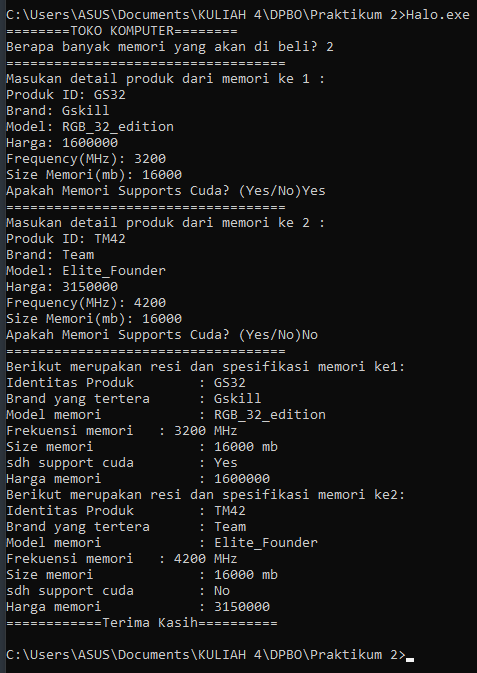 C:\Users\ASUS\Documents\KULIAH 4\DPBO\Praktikum 2>Halo.exe
========TOKO KOMPUTER========
Berapa banyak memori yang akan di beli? 2
===================================
Masukan detail produk dari memori ke 1 :
Produk ID: GS32
Brand: Gskill
Model: RGB_32_edition
Harga: 1600000
Frequency(MHz): 3200
Size Memori(mb): 16000
Apakah Memori Supports Cuda? (Yes/No)Yes
===================================
Masukan detail produk dari memori ke 2 :
Produk ID: TM42
Brand: Team
Model: Elite_Founder
Harga: 3150000
Frequency(MHz): 4200
Size Memori(mb): 16000
Apakah Memori Supports Cuda? (Yes/No)No
===================================
Berikut merupakan resi dan spesifikasi memori ke1:
Identitas Produk        : GS32
Brand yang tertera      : Gskill
Model memori            : RGB_32_edition
Frekuensi memori   : 3200 MHz
Size memori             : 16000 mb
sdh support cuda        : Yes
Harga memori            : 1600000
Berikut merupakan resi dan spesifikasi memori ke2:
Identitas Produk        : TM42
Brand yang tertera      : Team
Model memori            : Elite_Founder
Frekuensi memori   : 4200 MHz
Size memori             : 16000 mb
sdh support cuda        : No
Harga memori            : 3150000
============Terima Kasih==========
C:\Users\ASUS\Documents\KULIAH 4\DPBO\Praktikum 2>